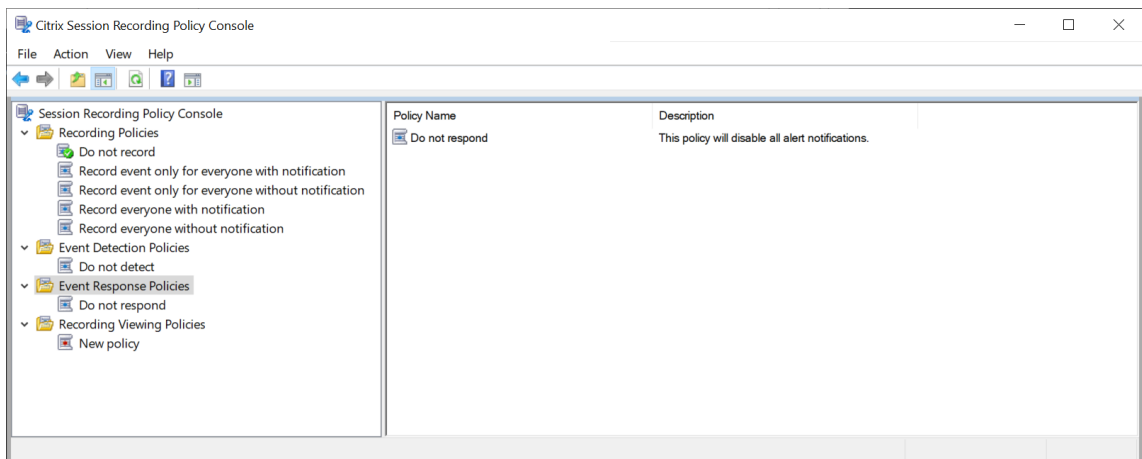 Citrix Session Recording Policy Console
File Action View Help
Session Recording Policy Console
Recording Policies
Do not record
Record event only for everyone with notification
Record event only for everyone without notification
Record everyone with notification
Record everyone without notification
Event Detection Policies
Do not detect
Event Response Policies
Do not respond
Recording Viewing Policies
New policy
Policy Name Description
Do not respond This policy will disable all alert notifications.